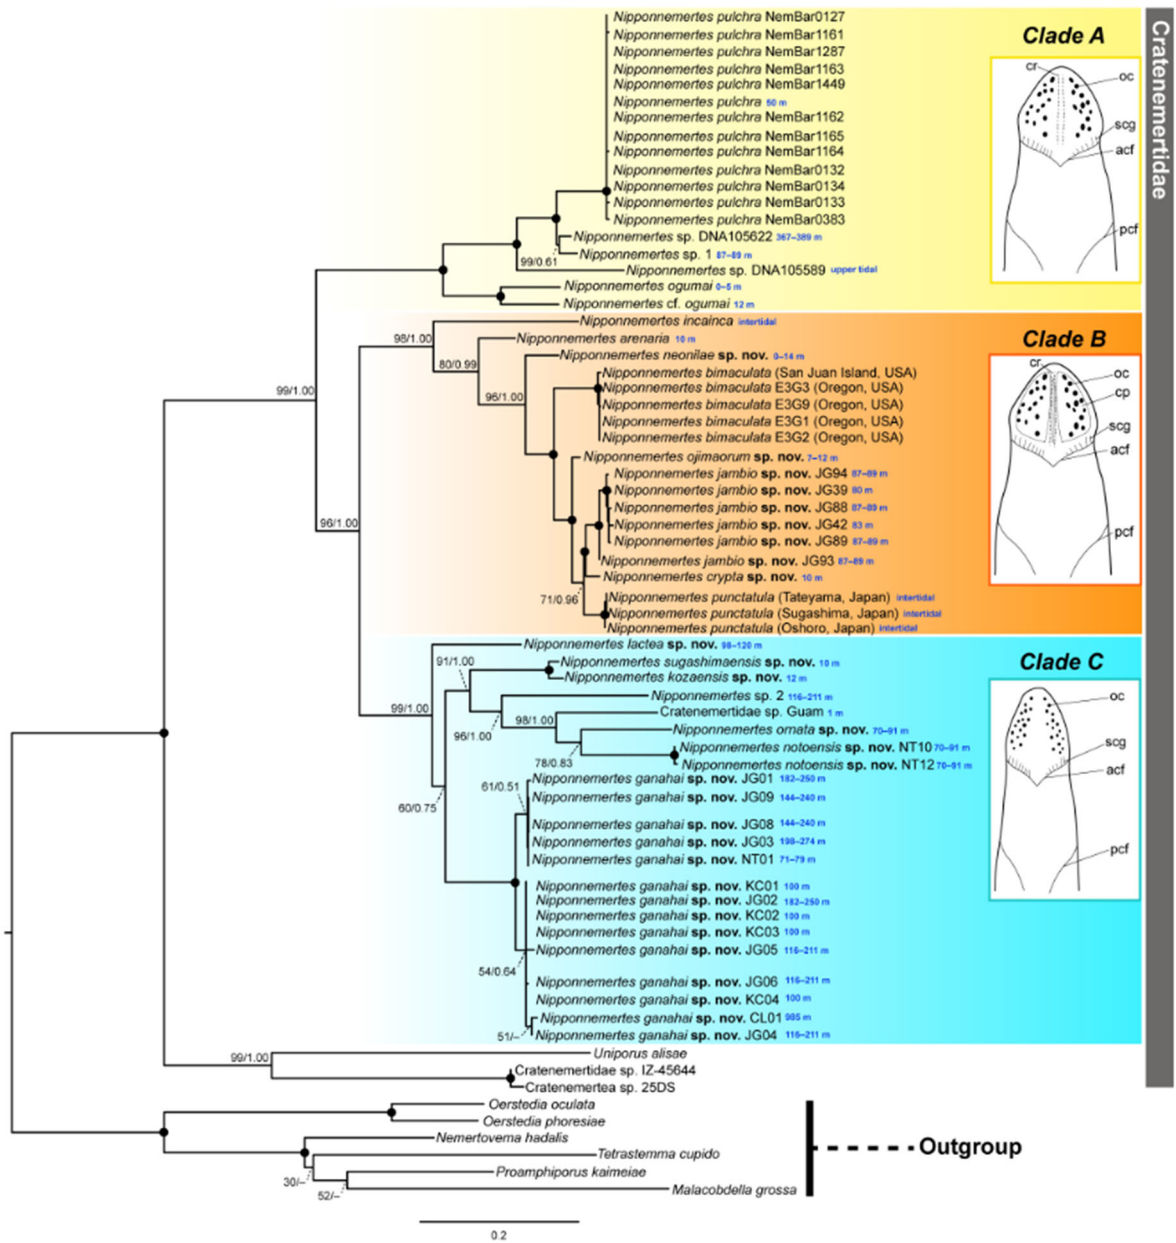 Nipponnemertes pulchra NemBar0127
Nipponnemertes pulchra NemBar1161
Nipponnemertes pulchra NemBar1287
Nipponnemertes pulchra NemBar1163
Nipponnemertes pulchra NemBar1449
Nipponnemertes pulchra 50 m
Nipponnemertes pulchra NemBar1162
Nipponnemertes pulchra NemBar1165
Nipponnemertes pulchra NemBar1164
Nipponnemertes pulchra NemBar0132
Nipponnemertes pulchra NemBar0134
Nipponnemertes pulchra NemBar0133
Nipponnemertes pulchra NemBar0383
Nipponnemertes sp. DNA105622 367–389 m
Nipponnemertes sp. 1 87–89 m
99/0.61
Nipponnemertes sp. DNA105589 upper tidal
Nipponnemertes ogumai 0–5 m
Nipponnemertes cf. ogumai 12 m
Clade A
cr
oc
scg
acf
pcf
Cratenemertidae
99/1.00
96/1.00
98/1.00
80/0.99
96/1.00
71/0.96
Nipponnemertes incainca intertidal
Nipponnemertes arenaria 10 m
Nipponnemertes neonilae sp. nov. 0–14 m
Nipponnemertes bimaculata (San Juan Island, USA)
Nipponnemertes bimaculata E3G3 (Oregon, USA)
Nipponnemertes bimaculata E3G9 (Oregon, USA)
Nipponnemertes bimaculata E3G1 (Oregon, USA)
Nipponnemertes bimaculata E3G2 (Oregon, USA)
Nipponnemertes ojimaorum sp. nov. 7–12 m
Nipponnemertes jambio sp. nov. JG94 87–89 m
Nipponnemertes jambio sp. nov. JG39 80 m
Nipponnemertes jambio sp. nov. JG88 87–89 m
Nipponnemertes jambio sp. nov. JG42 83 m
Nipponnemertes jambio sp. nov. JG89 87–89 m
Nipponnemertes jambio sp. nov. JG93 87–89 m
Nipponnemertes crypta sp. nov. 10 m
Nipponnemertes punctatula (Tateyama, Japan) intertidal
Nipponnemertes punctatula (Sugashima, Japan) intertidal
Nipponnemertes punctatula (Oshoro, Japan) intertidal
Clade B
cr
oc
cp
scg
acf
pcf
99/1.00
91/1.00
96/1.00
98/1.00
78/0.83
60/0.75
61/0.51
54/0.64
51/–
Nipponnemertes lactea sp. nov. 98–120 m
Nipponnemertes sugashimaensis sp. nov. 10 m
Nipponnemertes kozaensis sp. nov. 12 m
Nipponnemertes sp. 2 116–211 m
Cratenemertidae sp. Guam 1 m
Nipponnemertes ornata sp. nov. 70–91 m
Nipponnemertes notoensis sp. nov. NT10 70–91 m
Nipponnemertes notoensis sp. nov. NT12 70–91 m
Nipponnemertes ganahai sp. nov. JG01 182–250 m
Nipponnemertes ganahai sp. nov. JG09 144–240 m
Nipponnemertes ganahai sp. nov. JG08 144–240 m
Nipponnemertes ganahai sp. nov. JG03 198–274 m
Nipponnemertes ganahai sp. nov. NT01 71–79 m
Nipponnemertes ganahai sp. nov. KC01 100 m
Nipponnemertes ganahai sp. nov. JG02 182–250 m
Nipponnemertes ganahai sp. nov. KC02 100 m
Nipponnemertes ganahai sp. nov. KC03 100 m
Nipponnemertes ganahai sp. nov. JG05 116–211 m
Nipponnemertes ganahai sp. nov. JG06 116–211 m
Nipponnemertes ganahai sp. nov. KC04 100 m
Nipponnemertes ganahai sp. nov. CL01 985 m
Nipponnemertes ganahai sp. nov. JG04 116–211 m
Clade C
oc
scg
acf
pcf
99/1.00
Uniporus alisae
Cratenemertidae sp. IZ-45644
Cratenemertea sp. 25DS
Oerstedia oculata
Oerstedia phoresiae
Nemertovema hadalis
Tetrastemma cupido
Proamphiporus kaimeiae
Malacobdella grossa
30/–
52/–
Outgroup
0.2